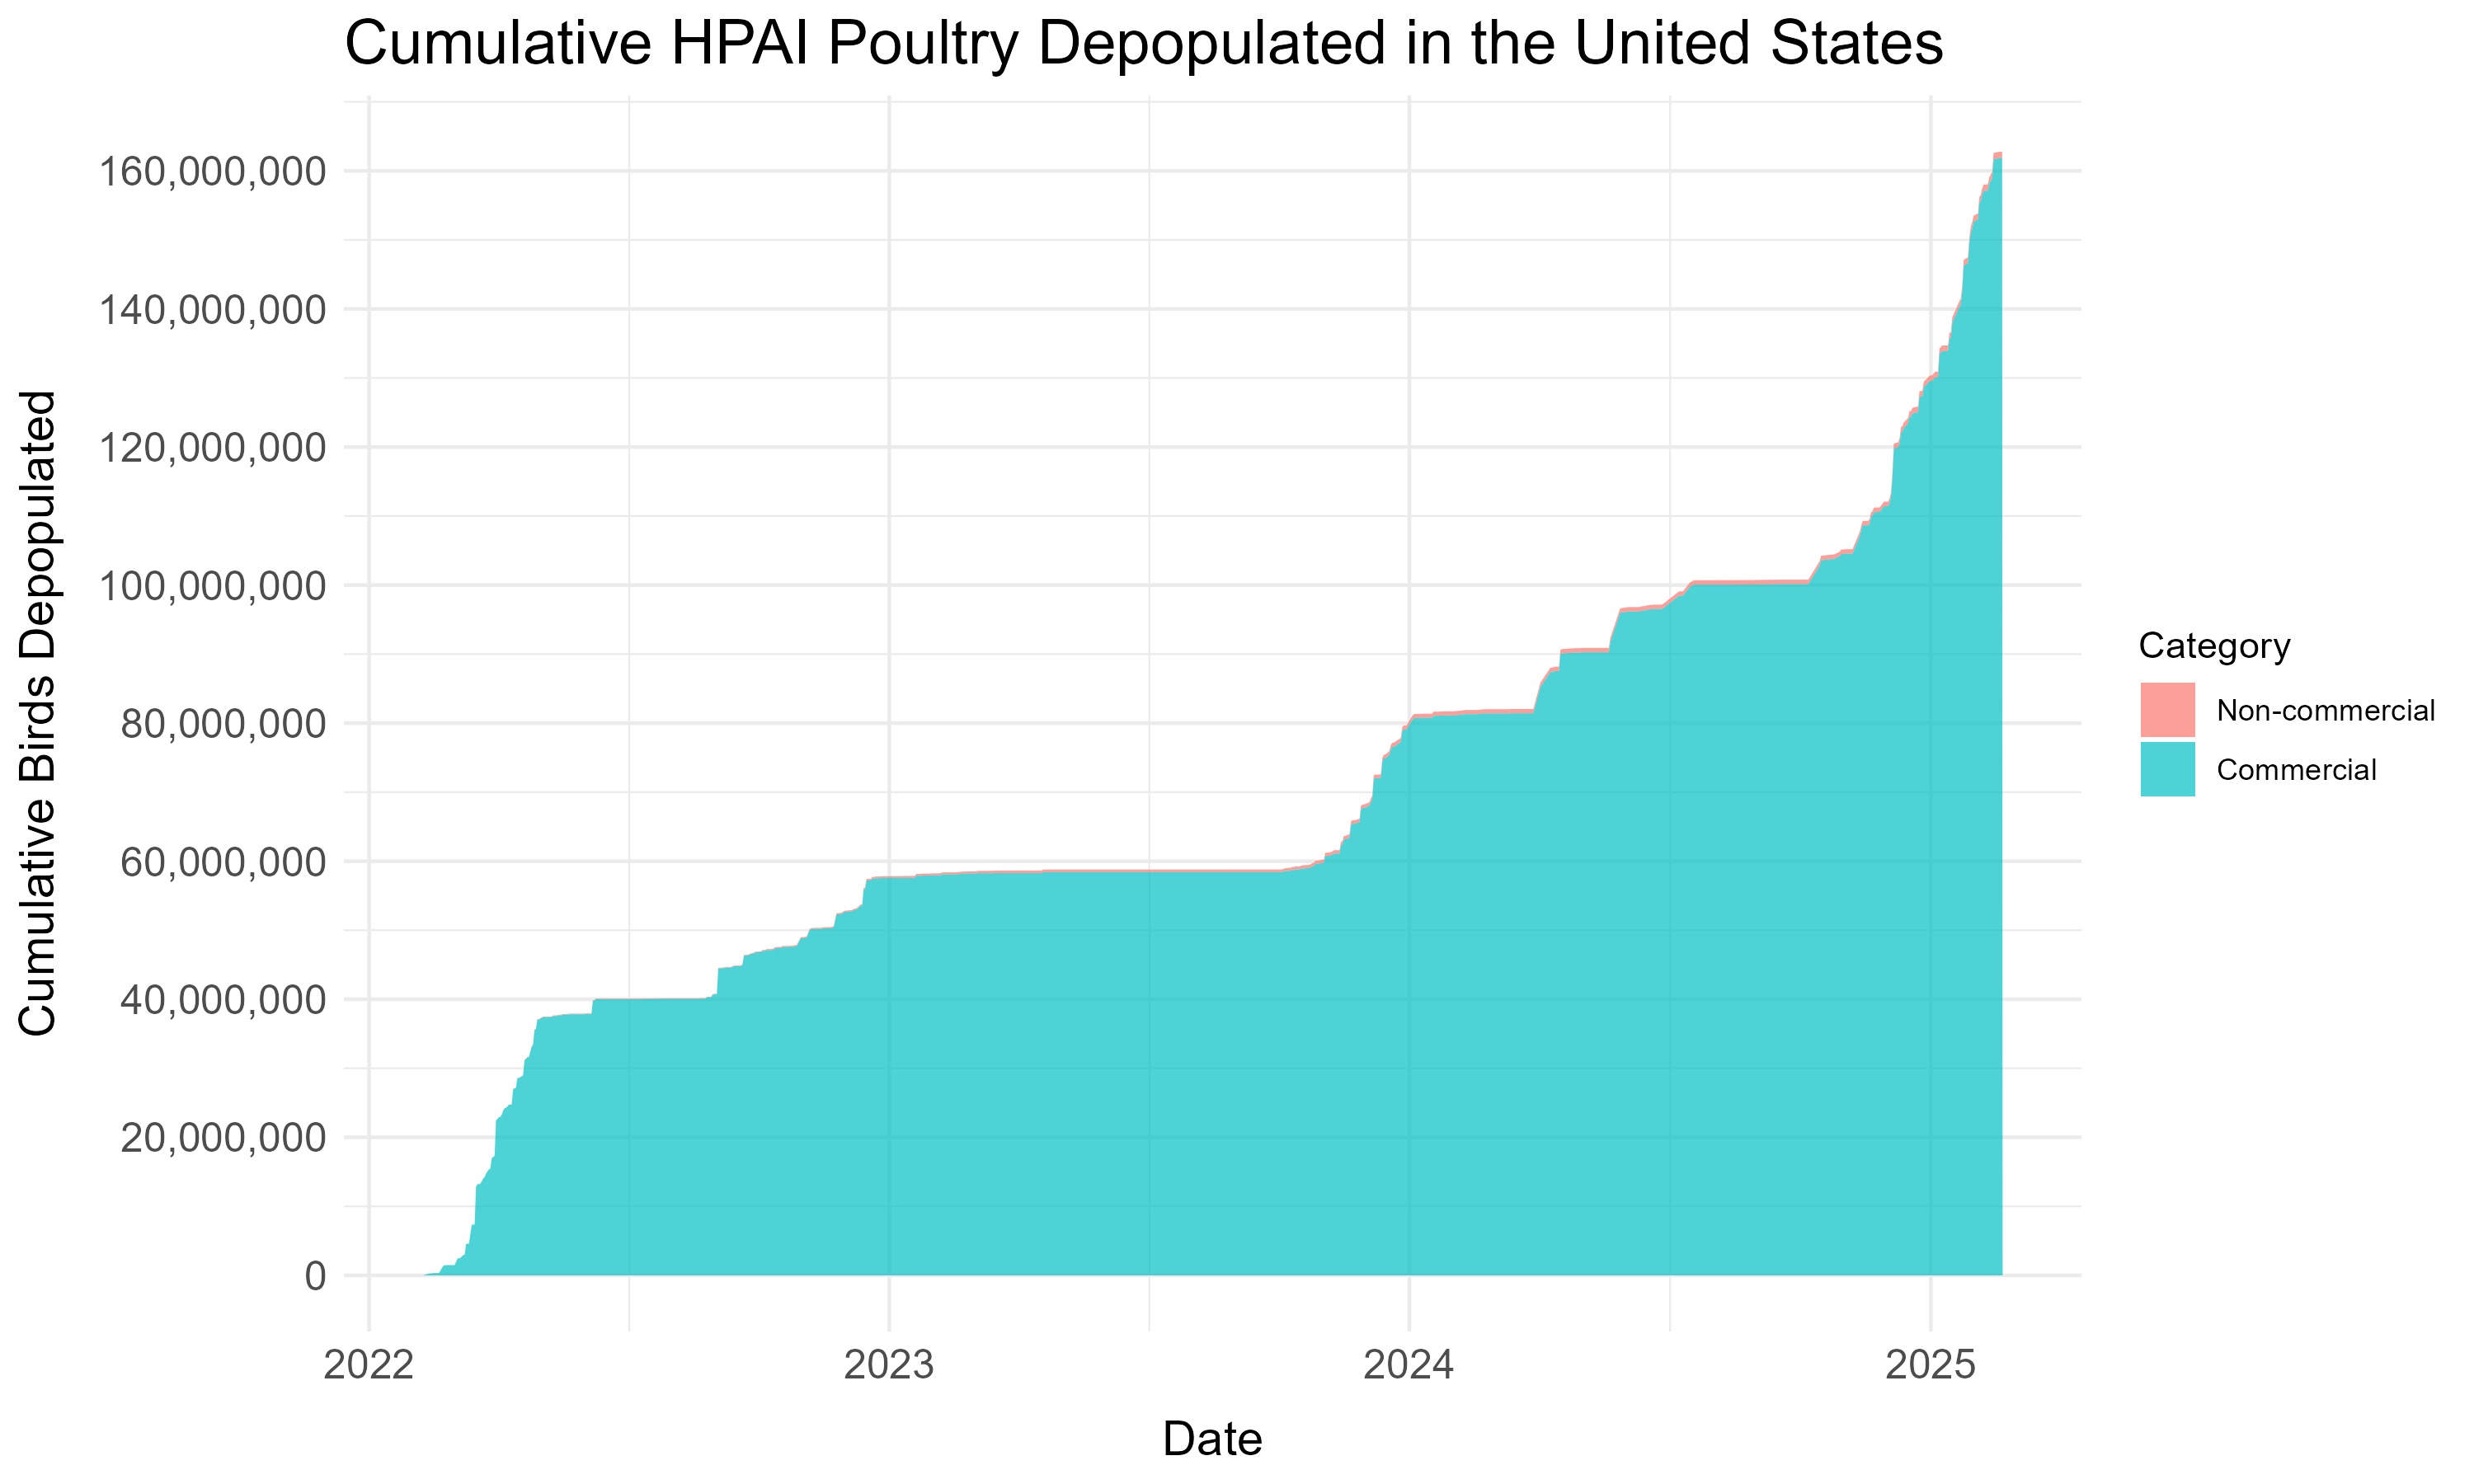 Cumulative HPAI Poultry Depopulated in the United States
Cumulative Birds Depopulated
160,000,000
140,000,000
120,000,000
100,000,000
80,000,000
60,000,000
40,000,000
20,000,000
0
2022
2023
2024
2025
Date
Category
Non-commercial
Commercial